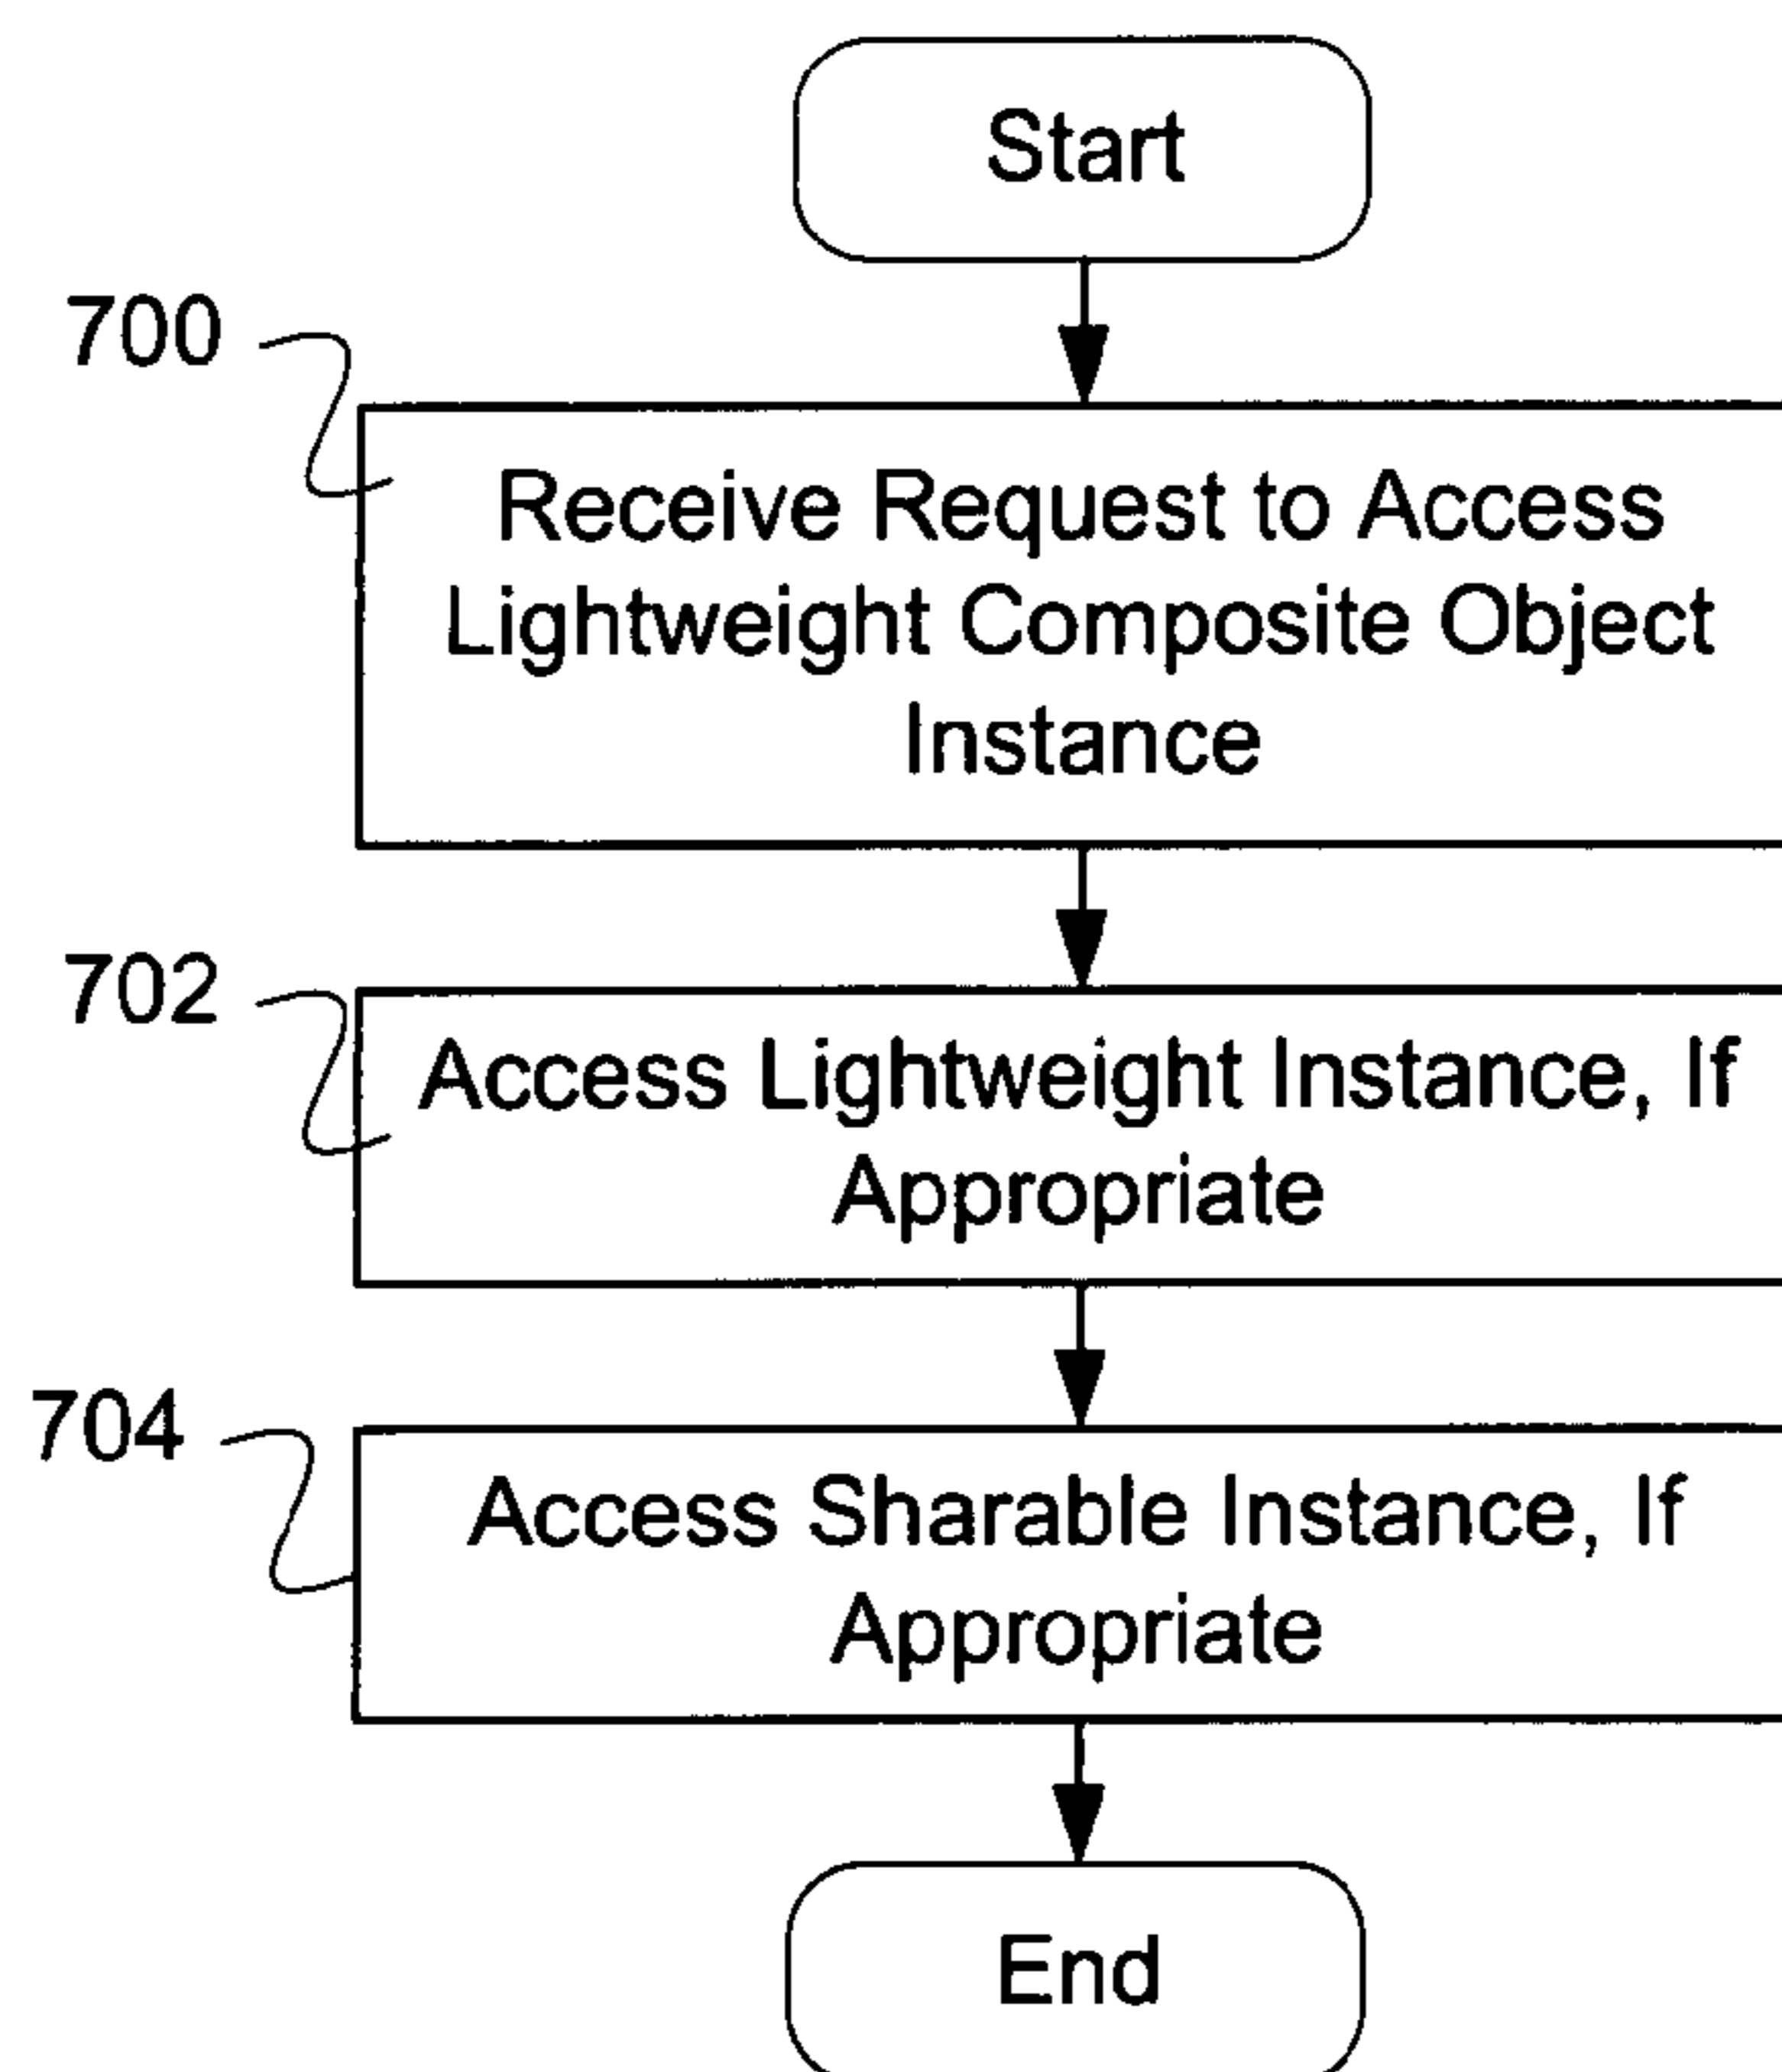 Start
700
Receive Request to Access
Lightweight Composite Object
Instance
702
Access Lightweight Instance, If
Appropriate
704
Access Sharable Instance, If
Appropriate
End